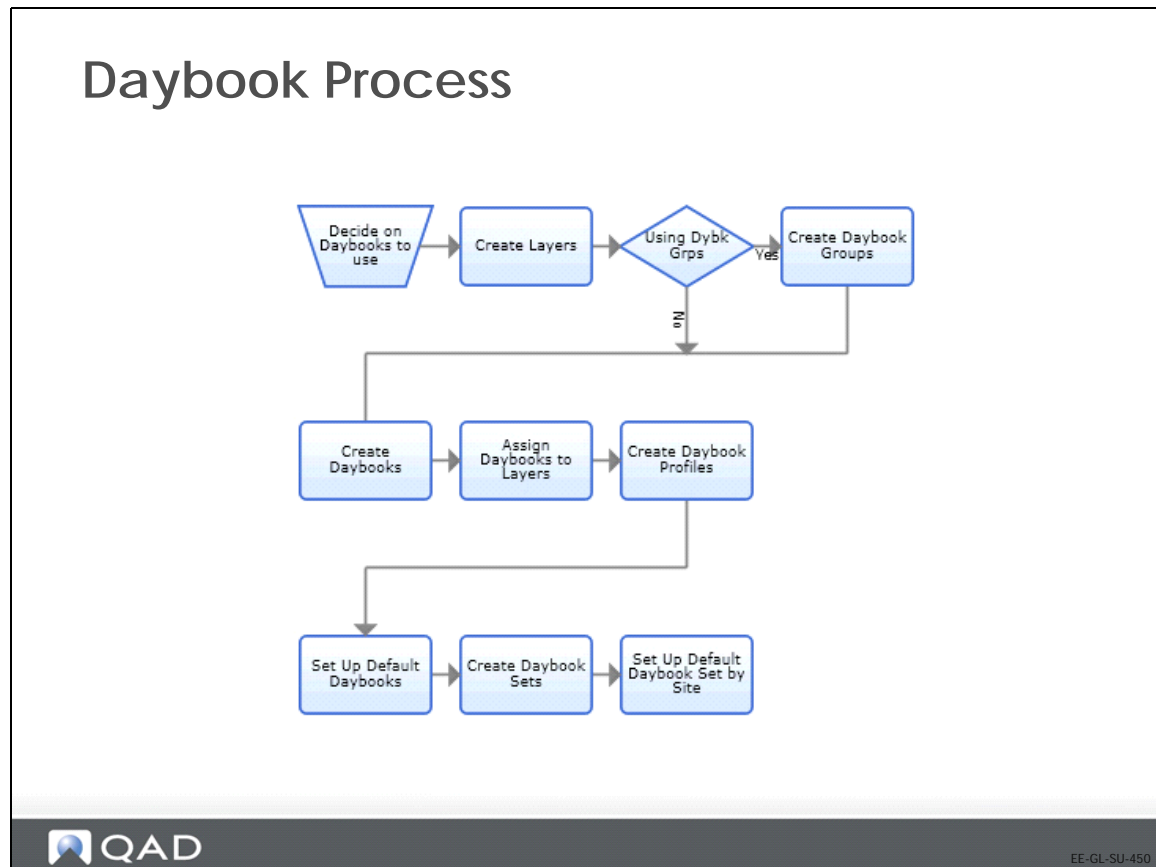 Daybook Process
Decide on
Daybooks to
use
Create Layers
Using Dybk
Grps
Yes
Create Daybook
Groups
No
Create
Daybooks
Assign
Daybooks to
Layers
Create Daybook
Profiles
Set Up Default
Daybooks
Create Daybook
Sets
Set Up Default
Daybook Set by
Site
QAD
EE-GL-SU-450